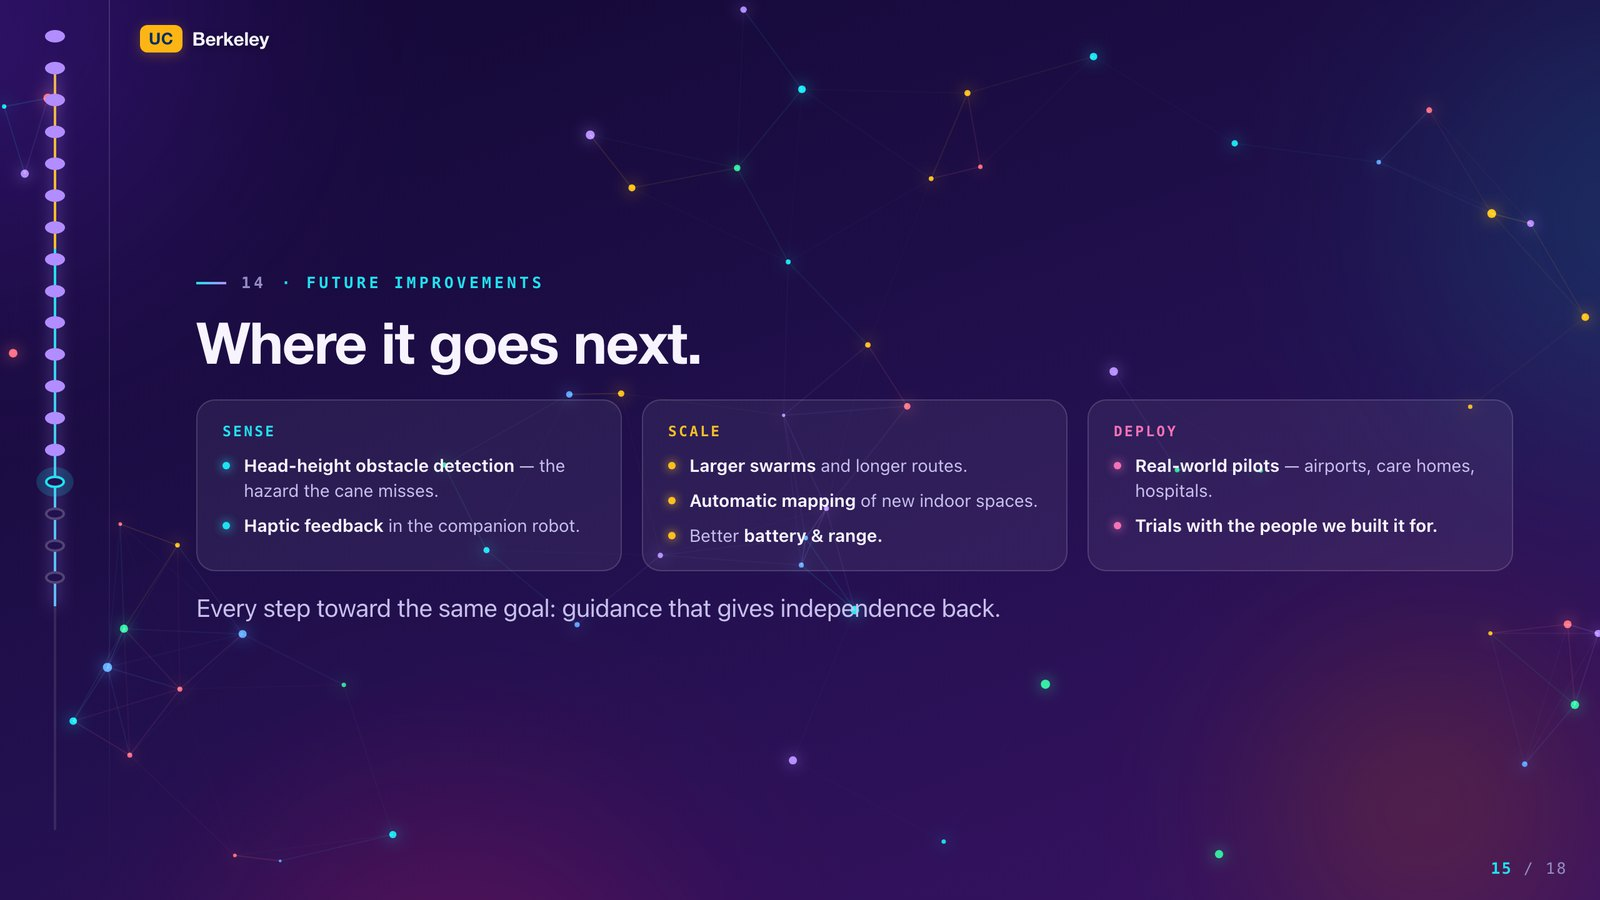 UC Berkeley
14 · FUTURE IMPROVEMENTS
Where it goes next.
SENSE
Head-height obstacle detection — the
hazard the cane misses.
Haptic feedback in the companion robot.
SCALE
Larger swarms and longer routes.
Automatic mapping of new indoor spaces.
Better battery & range.
DEPLOY
Real-world pilots — airports, care homes,
hospitals.
Trials with the people we built it for.
Every step toward the same goal: guidance that gives independence back.
15 / 18